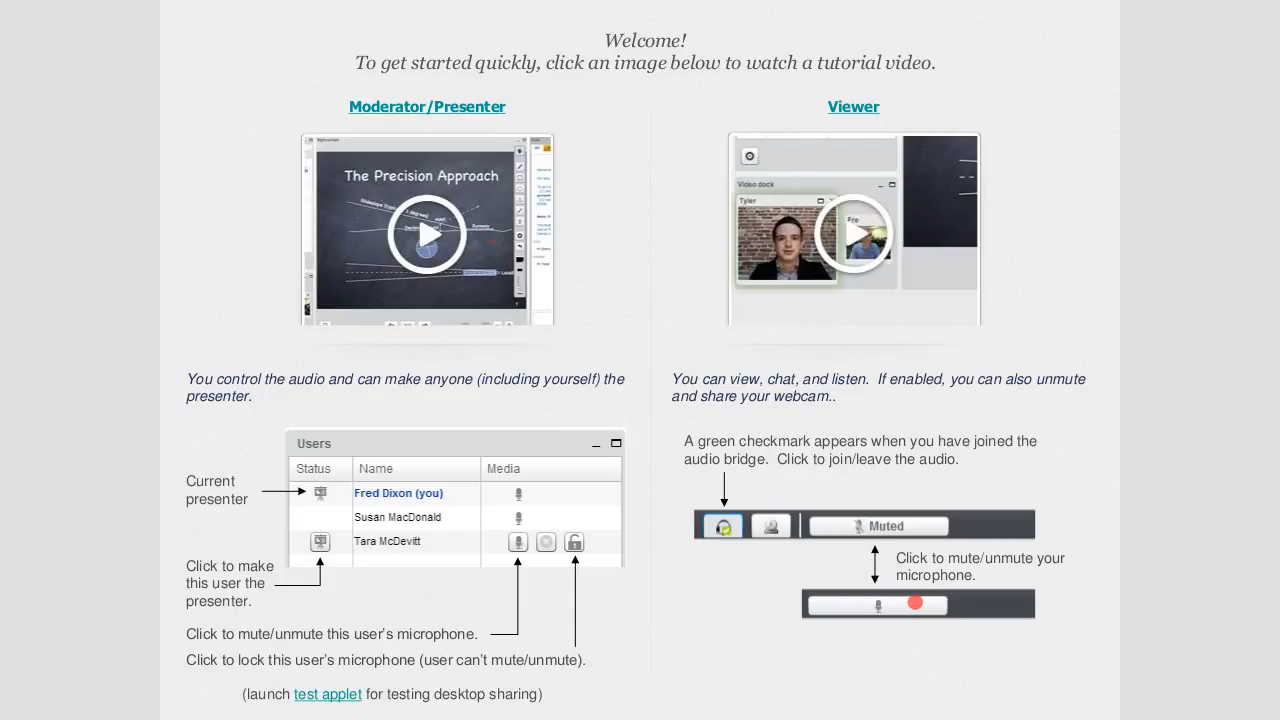 Welcome!
To get started quickly, click an image below to watch a tutorial video.
Moderator/Presenter
The Precision Approach
You control the audio and can make anyone (including yourself) the
presenter.
Users
Status Name Media
Current
presenter
Fred Dixon (you)
Susan MacDonald
Tara McDevitt
Click to make
this user the
presenter.
Click to mute/unmute this user's microphone.
Click to lock this user's microphone (user can't mute/unmute).
(launch test applet for testing desktop sharing)
Viewer
Video dock
Tyler
Fre
You can view, chat, and listen.  If enabled, you can also unmute
and share your webcam..
A green checkmark appears when you have joined the
audio bridge.  Click to join/leave the audio.
Muted
Click to mute/unmute your
microphone.